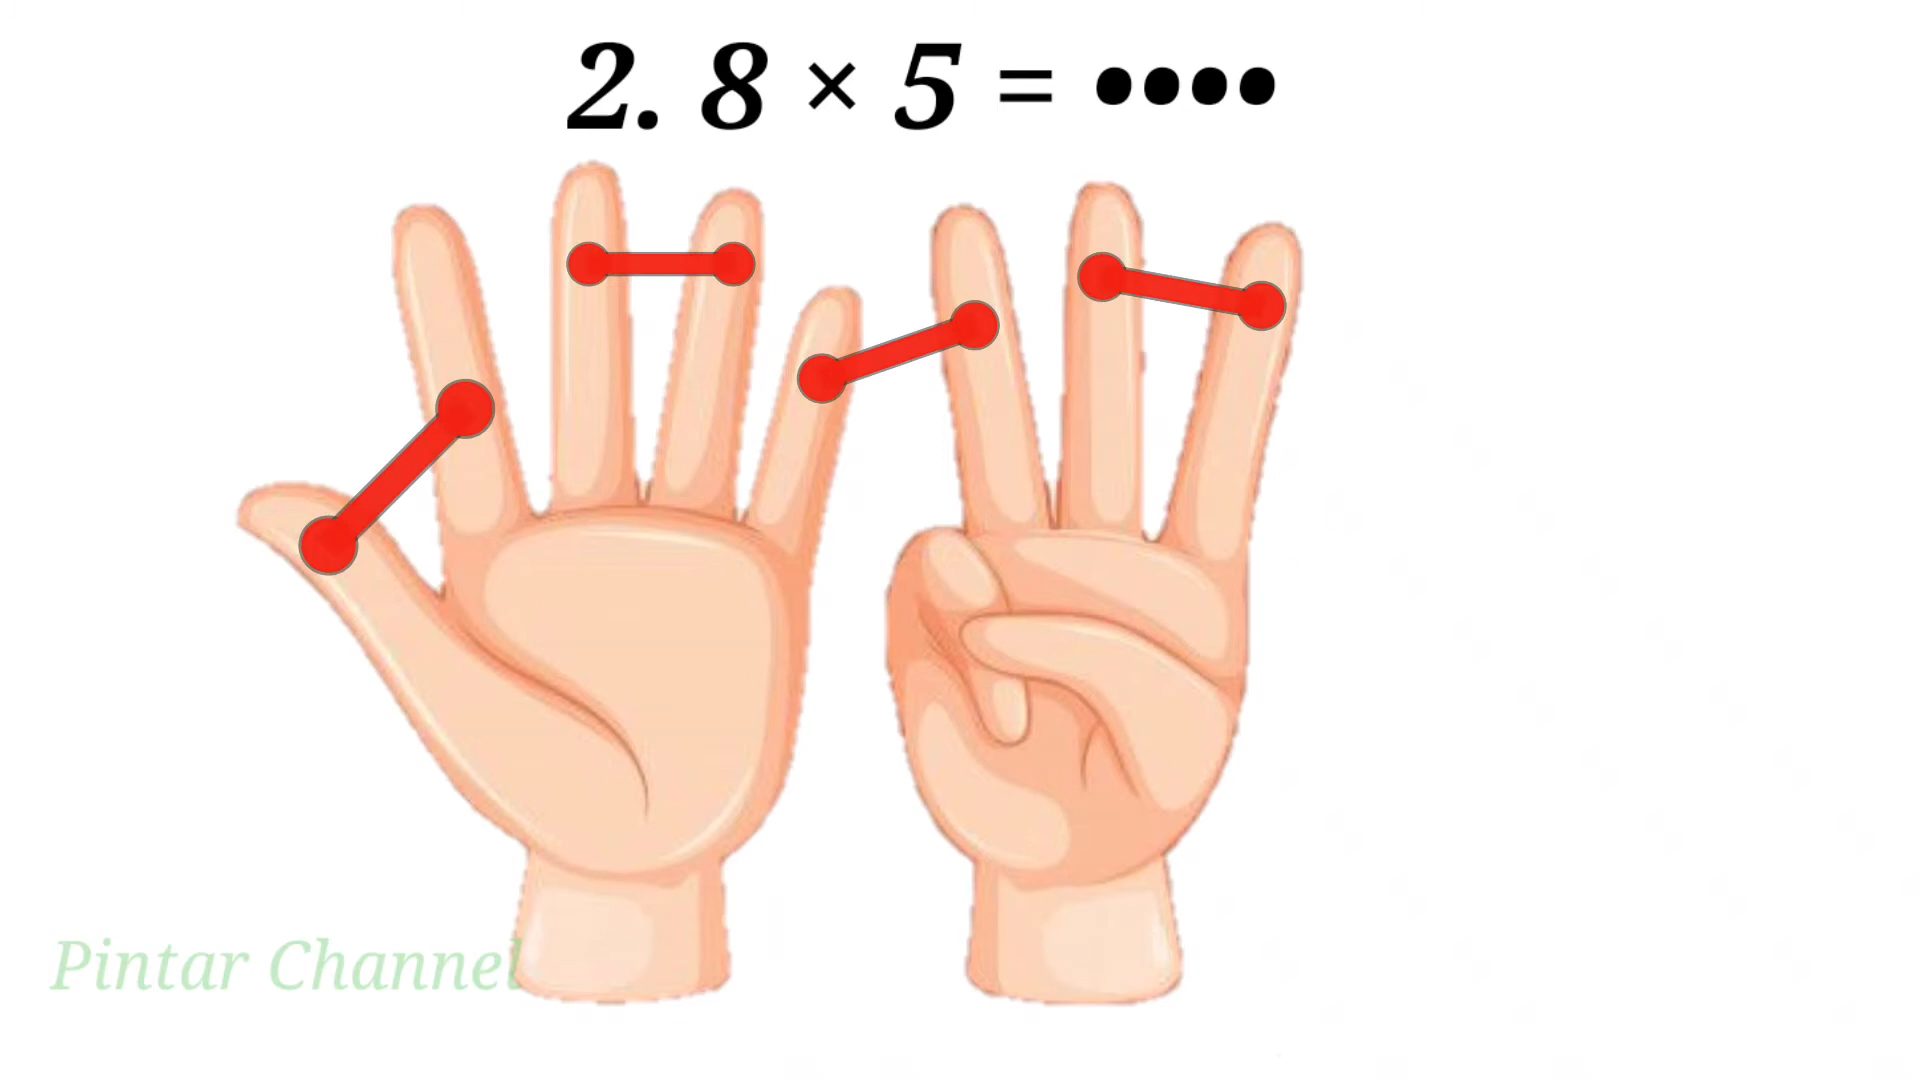 2. 8 × 5 = ••••
Pintar Channel